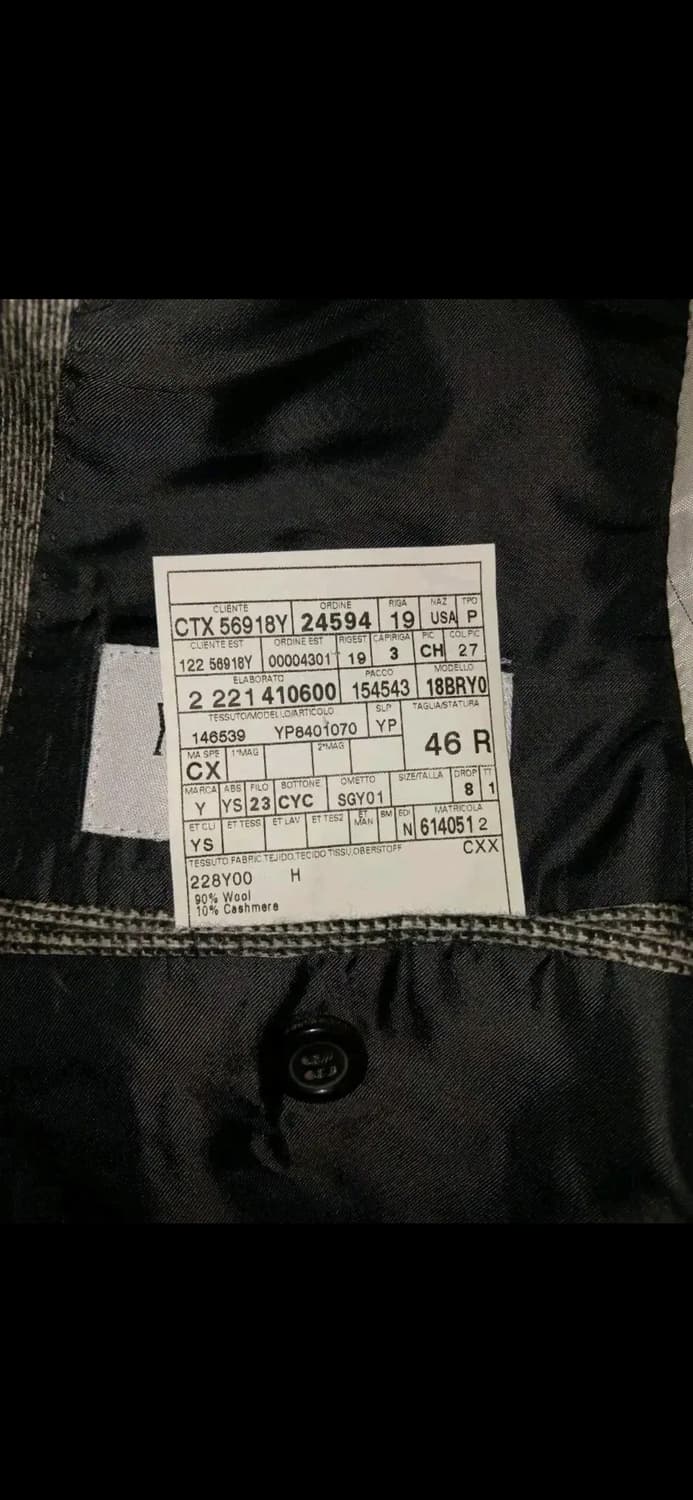 CLIENTE ORDINE RIGA NAZ TPO
CTX 56918Y 24594 19 USA P
CLIENTE EST ORDINE EST RIGEST CAPIRIGA PIC COL PIC
122 56918Y 00004301 19 3 CH 27
ELABORATO PACCO MODELLO
2 221 410600 154543 18BRY0
TESSUTO/MODELLO/ARTICOLO SLP TAGLIA/STATURA
146539 YP8401070 YP 46 R
MA SPE 1°MAG 2°MAG
CX
MARCA ABS FILO BOTTONE OMETTO SIZE/TALLA DROP TT
Y YS 23 CYC SGY01 8 1
ET CLI ET TESS ET LAV ET TES2 ET MAN BM EDI MATRICOLA
YS N 614051 2
TESSUTO,FABRIC,TEJIDO,TECIDO TISSU,OBERSTOFF CXX
228Y00 H
90% Wool
10% Cashmere